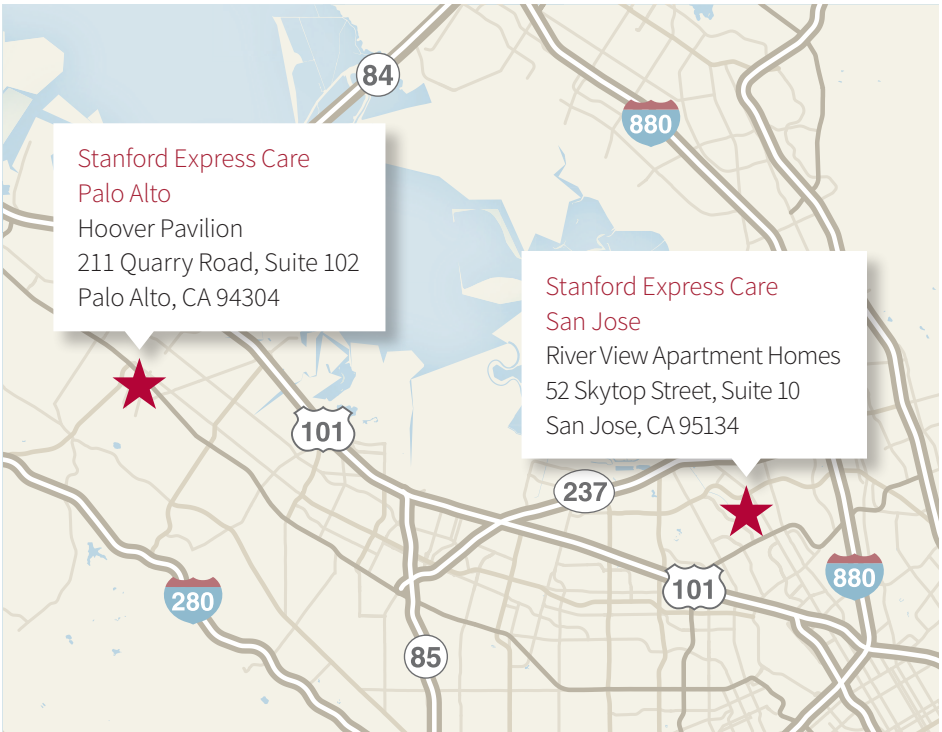 84
880
Stanford Express Care
Palo Alto
Hoover Pavilion
211 Quarry Road, Suite 102
Palo Alto, CA 94304
Stanford Express Care
San Jose
River View Apartment Homes
52 Skytop Street, Suite 10
San Jose, CA 95134
101
237
101
880
280
85